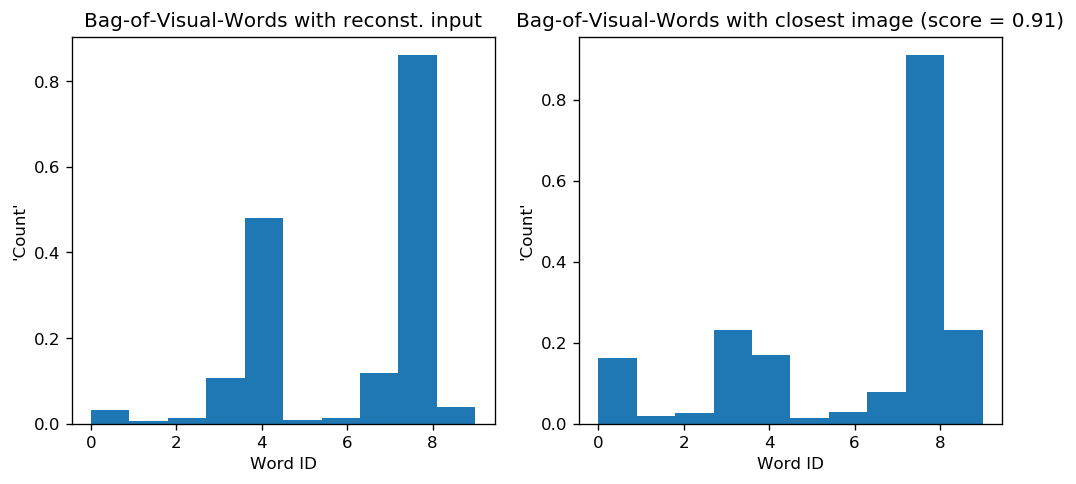 Bag-of-Visual-Words with reconst. input
'Count'
0.8
0.6
0.4
0.2
0.0
0 2 4 6 8
Word ID
Bag-of-Visual-Words with closest image (score = 0.91)
'Count'
0.8
0.6
0.4
0.2
0.0
0 2 4 6 8
Word ID